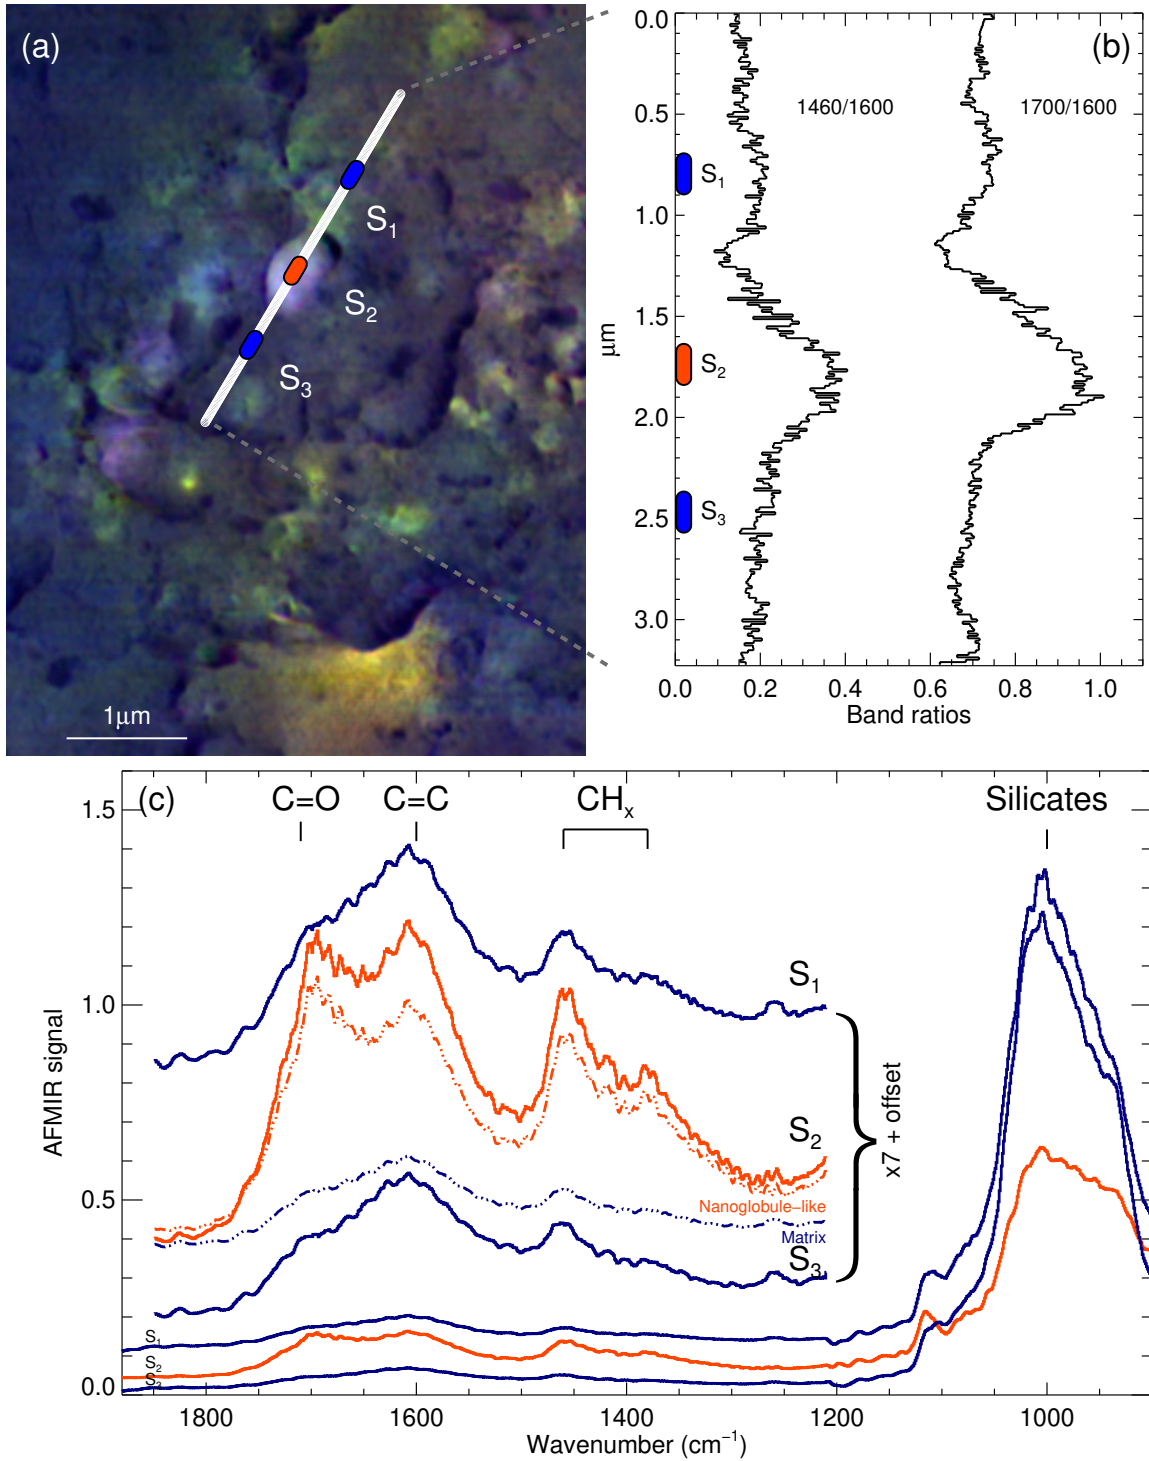 (a)
S₁
S₂
S₃
1μm
(b)
1460/1600
1700/1600
0.0
0.5
1.0
1.5
2.0
2.5
3.0
μm
S₁
S₂
S₃
0.0
0.2
0.4
0.6
0.8
1.0
Band ratios
(c)
C=O
C=C
CHₓ
Silicates
1.5
1.0
0.5
0.0
AFMIR signal
S₁
S₂
Nanoglobule−like
Matrix
S₃
x7 + offset
S₁
S₂
S₃
1800
1600
1400
1200
1000
Wavenumber (cm⁻¹)